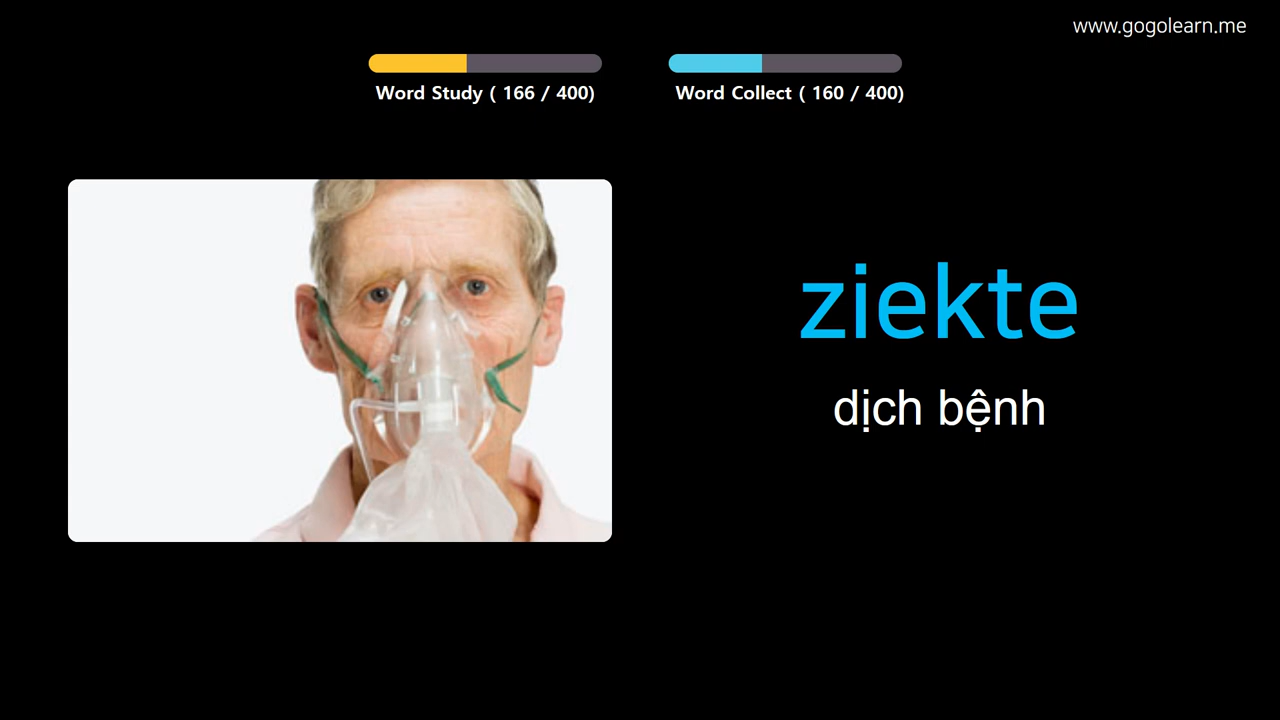 www.gogolearn.me
Word Study ( 166 / 400)
Word Collect ( 160 / 400)
ziekte
dịch bệnh